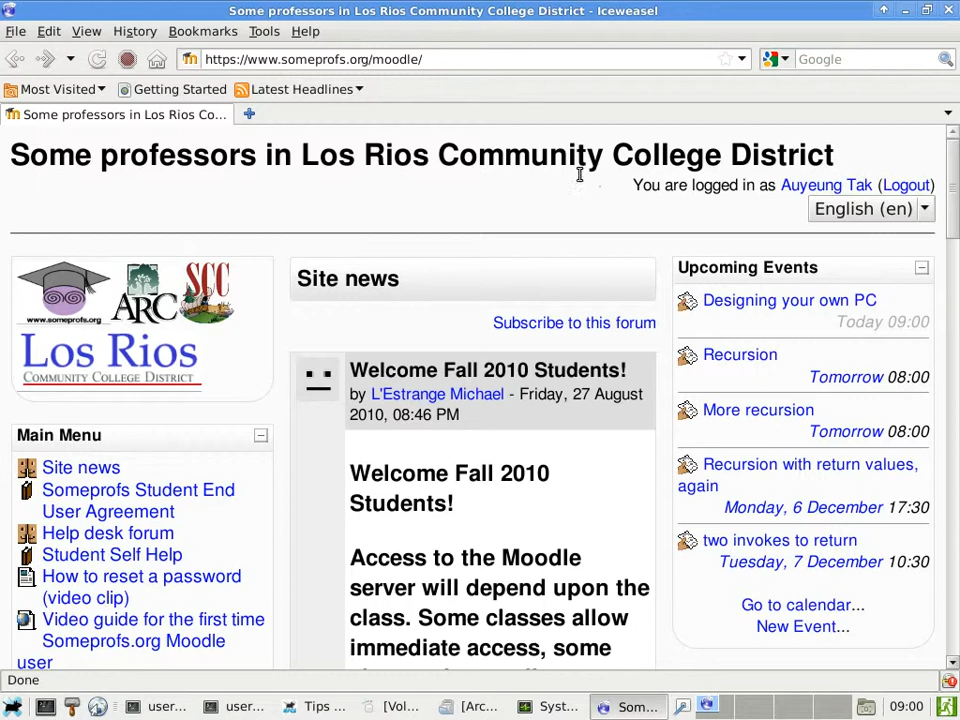 Some professors in Los Rios Community College District - Iceweasel
File Edit View History Bookmarks Tools Help
https://www.someprofs.org/moodle/
Google
Most Visited Getting Started Latest Headlines
Some professors in Los Rios Co...
Some professors in Los Rios Community College District
You are logged in as Auyeung Tak (Logout)
English (en)
www.someprofs.org
ARC
SCC
Los Rios
COMMUNITY COLLEGE DISTRICT
Main Menu
Site news
Someprofs Student End
User Agreement
Help desk forum
Student Self Help
How to reset a password
(video clip)
Video guide for the first time
Someprofs.org Moodle
user
Site news
Subscribe to this forum
Welcome Fall 2010 Students!
by L'Estrange Michael - Friday, 27 August
2010, 08:46 PM
Welcome Fall 2010
Students!
Access to the Moodle
server will depend upon the
class. Some classes allow
immediate access, some
Upcoming Events
Designing your own PC
Today 09:00
Recursion
Tomorrow 08:00
More recursion
Tomorrow 08:00
Recursion with return values,
again
Monday, 6 December 17:30
two invokes to return
Tuesday, 7 December 10:30
Go to calendar...
New Event...
Done
user... user... Tips ... [Vol... [Arc... Syst... Som... 09:00